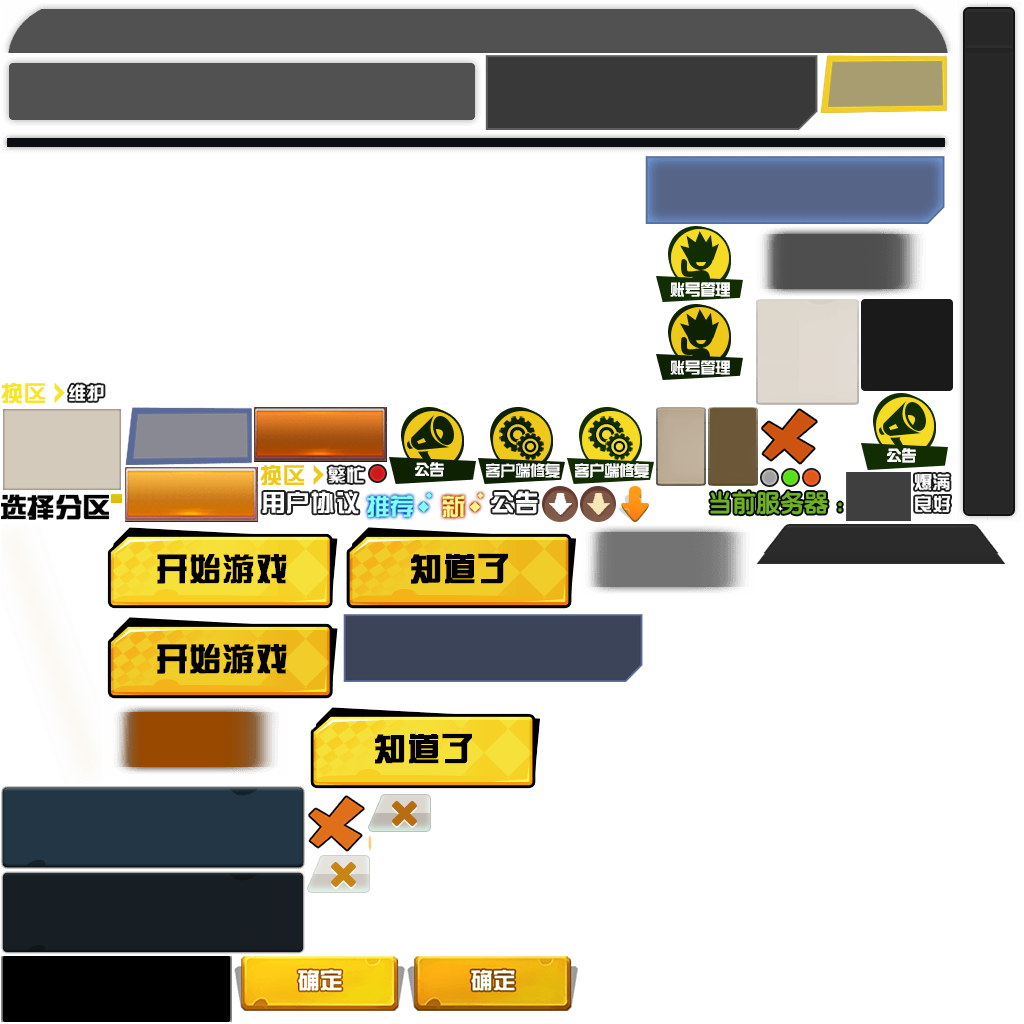 账号管理
账号管理
换区
维护
公告
客户端修复
客户端修复
公告
换区
繁忙
爆满
选择分区
用户协议
推荐
新
公告
当前服务器：
良好
开始游戏
知道了
开始游戏
知道了
确定
确定